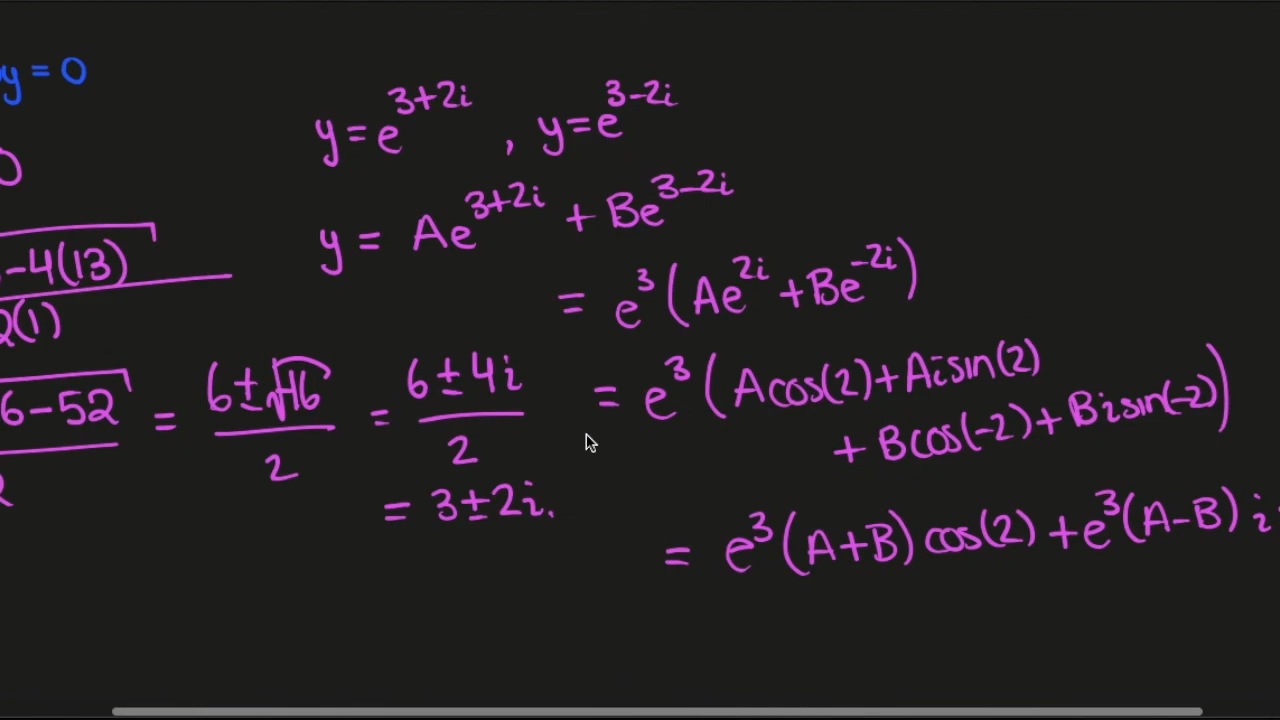 y = 0
y = e^{3+2i} , y = e^{3-2i}
0
y = Ae^{3+2i} + Be^{3-2i}
-4(13)
2(1)
= e^3 (Ae^{2i} + Be^{-2i})
6-52 = 6±√-16 = 6±4i
2 2
= 3±2i.
= e^3 (Acos(2) + Aisin(2)
+ Bcos(-2) + Bisin(-2))
= e^3(A+B) cos(2) + e^3(A-B) i